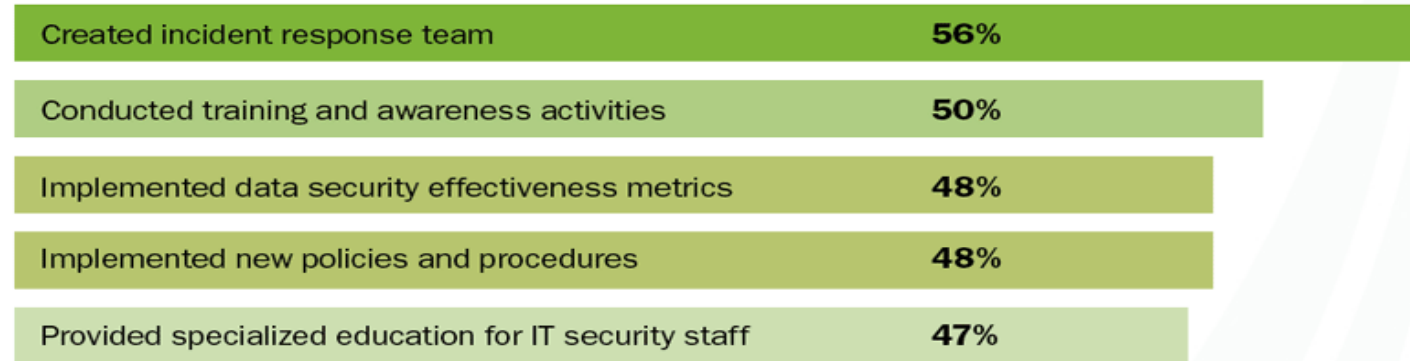 Created incident response team 56%
Conducted training and awareness activities 50%
Implemented data security effectiveness metrics 48%
Implemented new policies and procedures 48%
Provided specialized education for IT security staff 47%